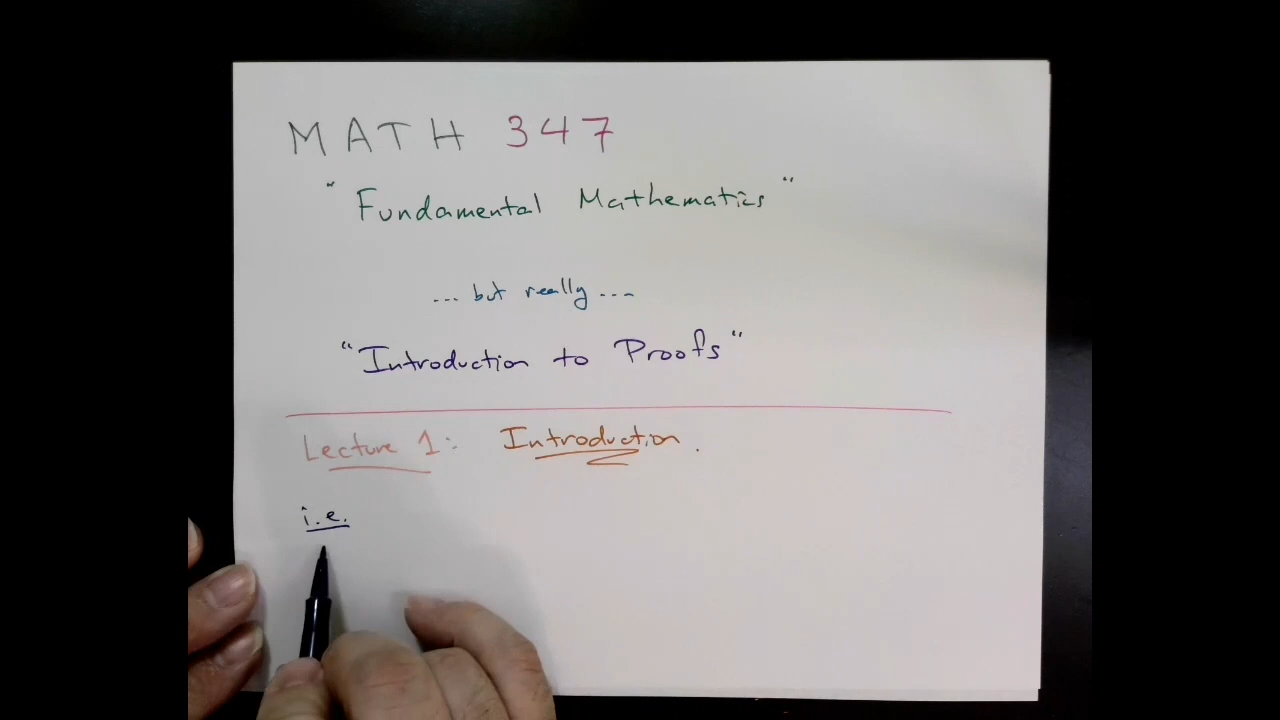 MATH 347
"Fundamental Mathematics"
... but really ...
"Introduction to Proofs"
Lecture 1: Introduction.
i.e.